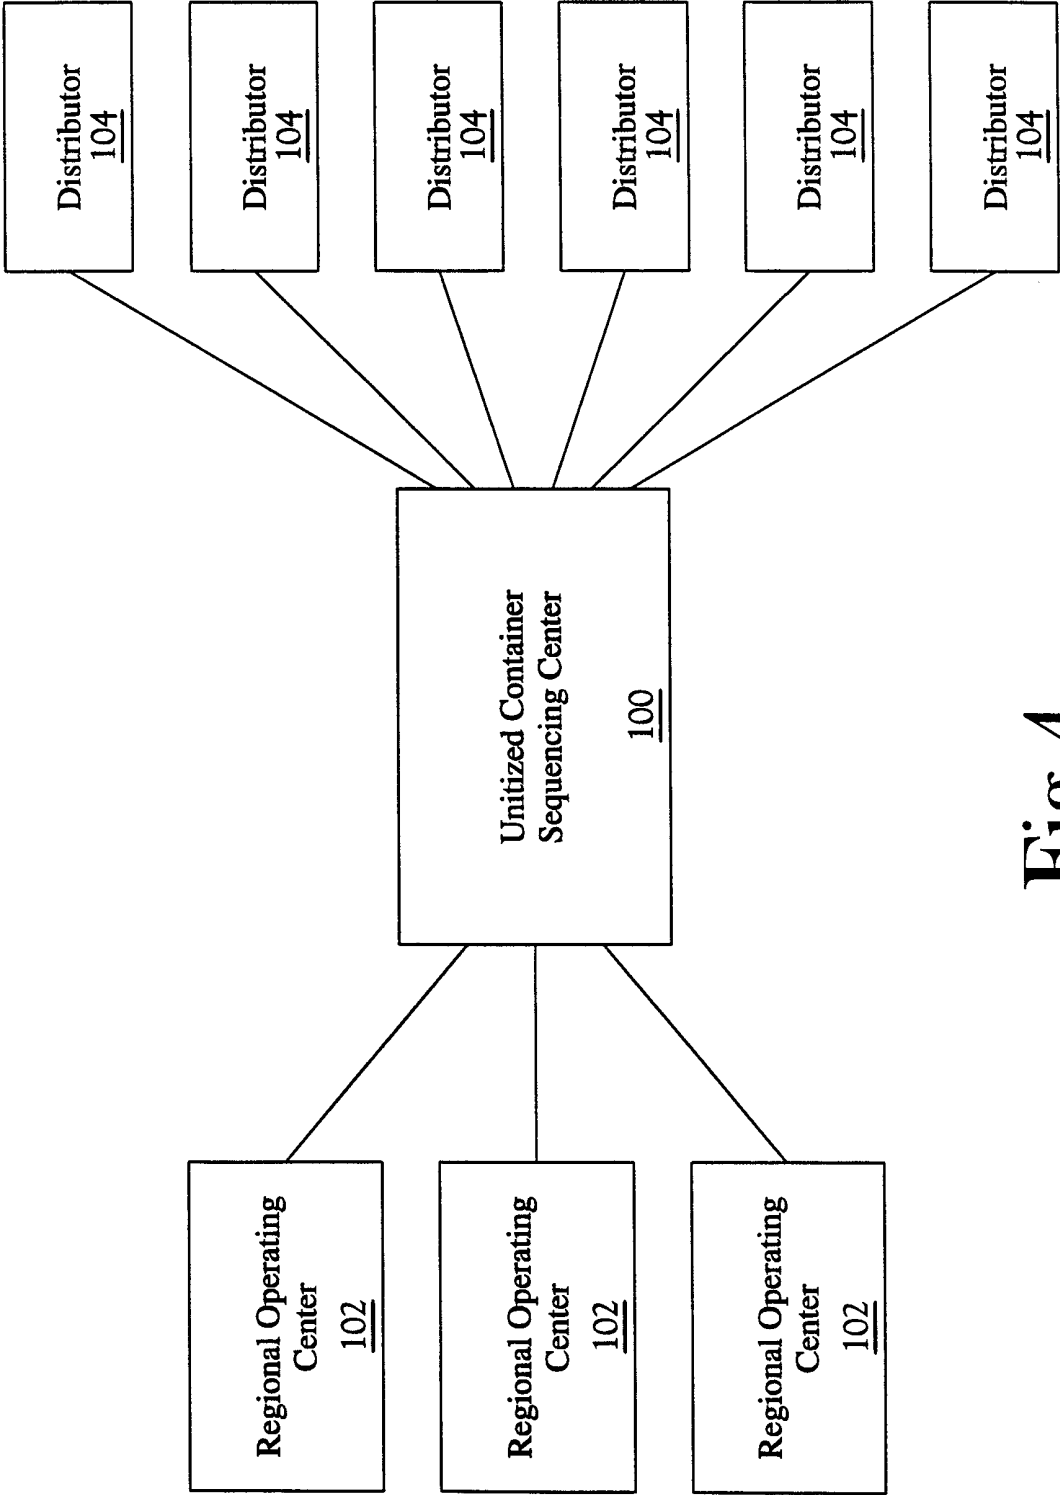 Regional Operating
Center
102
Regional Operating
Center
102
Regional Operating
Center
102
Unitized Container
Sequencing Center
100
Distributor
104
Distributor
104
Distributor
104
Distributor
104
Distributor
104
Distributor
104
Fig. 4